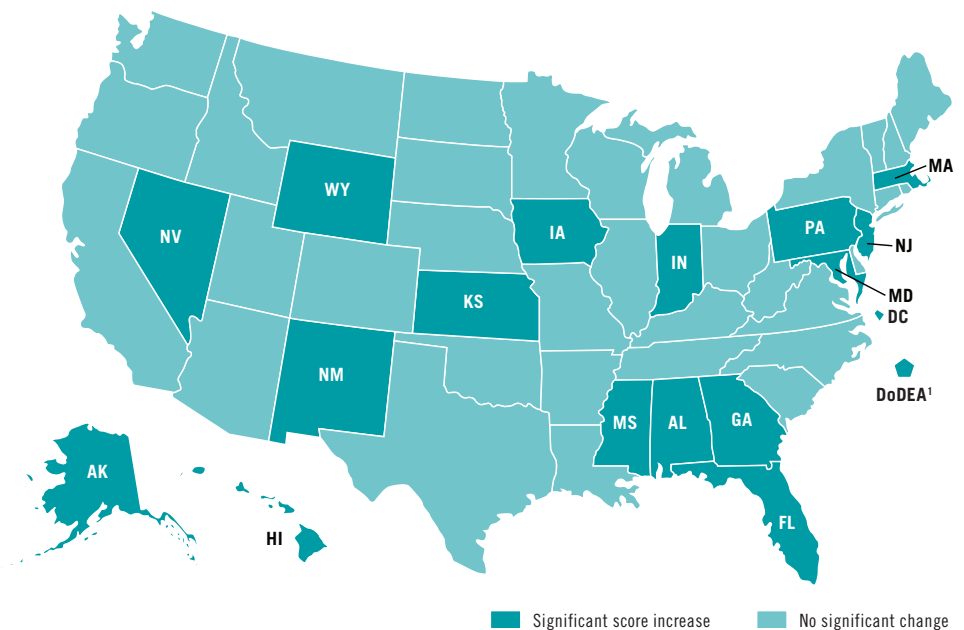 MA
WY
PA
NV
IA
NJ
IN
MD
KS
DC
NM
DoDEA¹
MS
AL
GA
AK
FL
HI
Significant score increase
No significant change